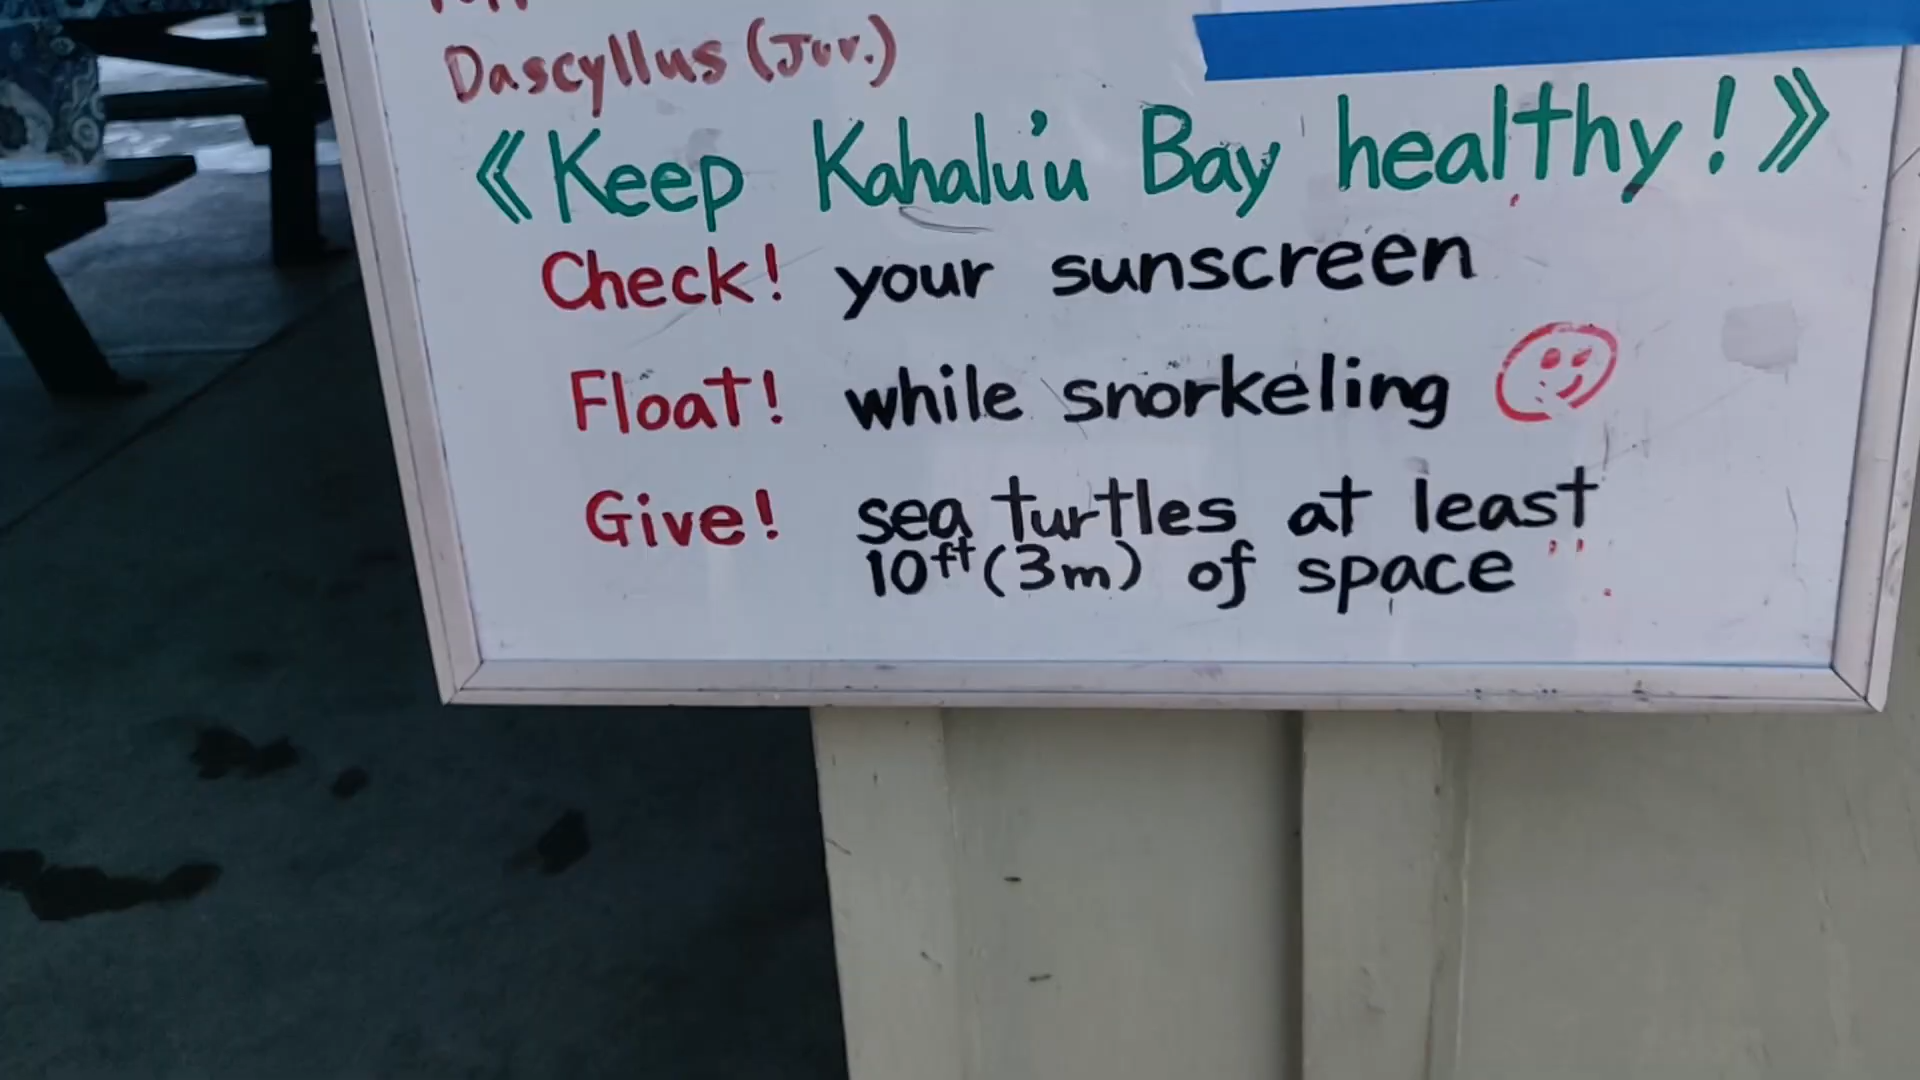 Dascyllus (Juv.)
《Keep Kahalu'u Bay healthy!》
Check! your sunscreen
Float! while snorkeling
Give! sea turtles at least
10ft (3m) of space